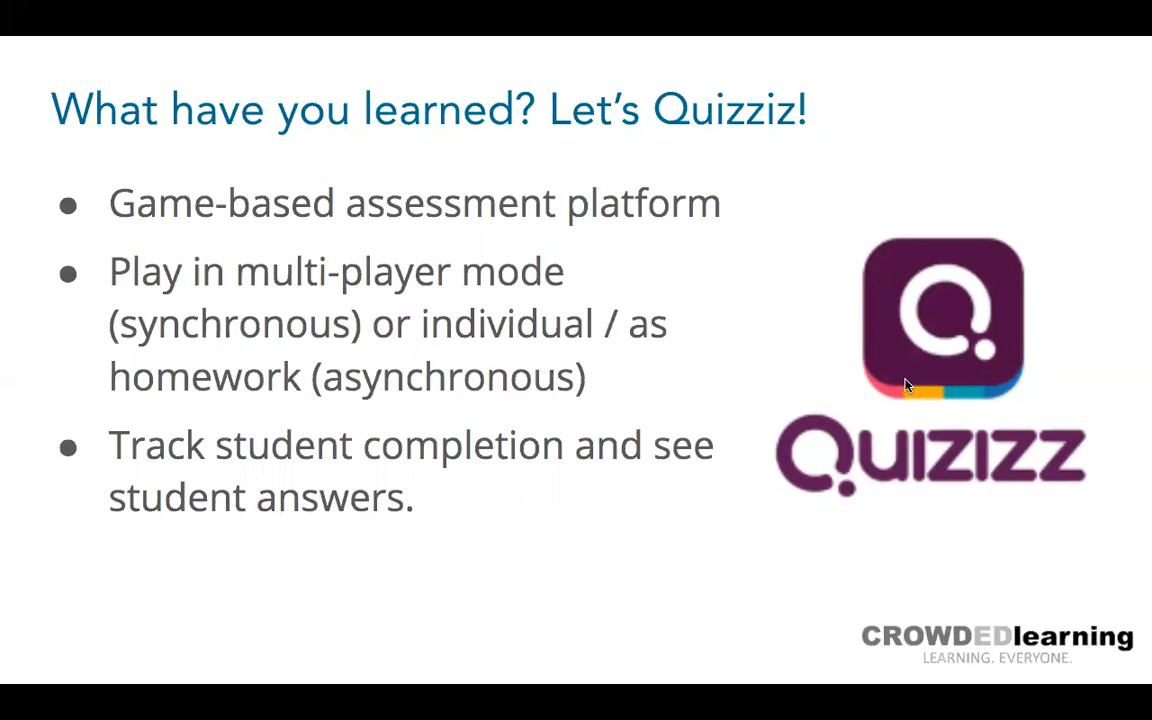 What have you learned? Let's Quizziz!
● Game-based assessment platform
● Play in multi-player mode
(synchronous) or individual / as
homework (asynchronous)
● Track student completion and see
student answers.
Q
QUIZIZZ
CROWDEDlearning
LEARNING. EVERYONE.